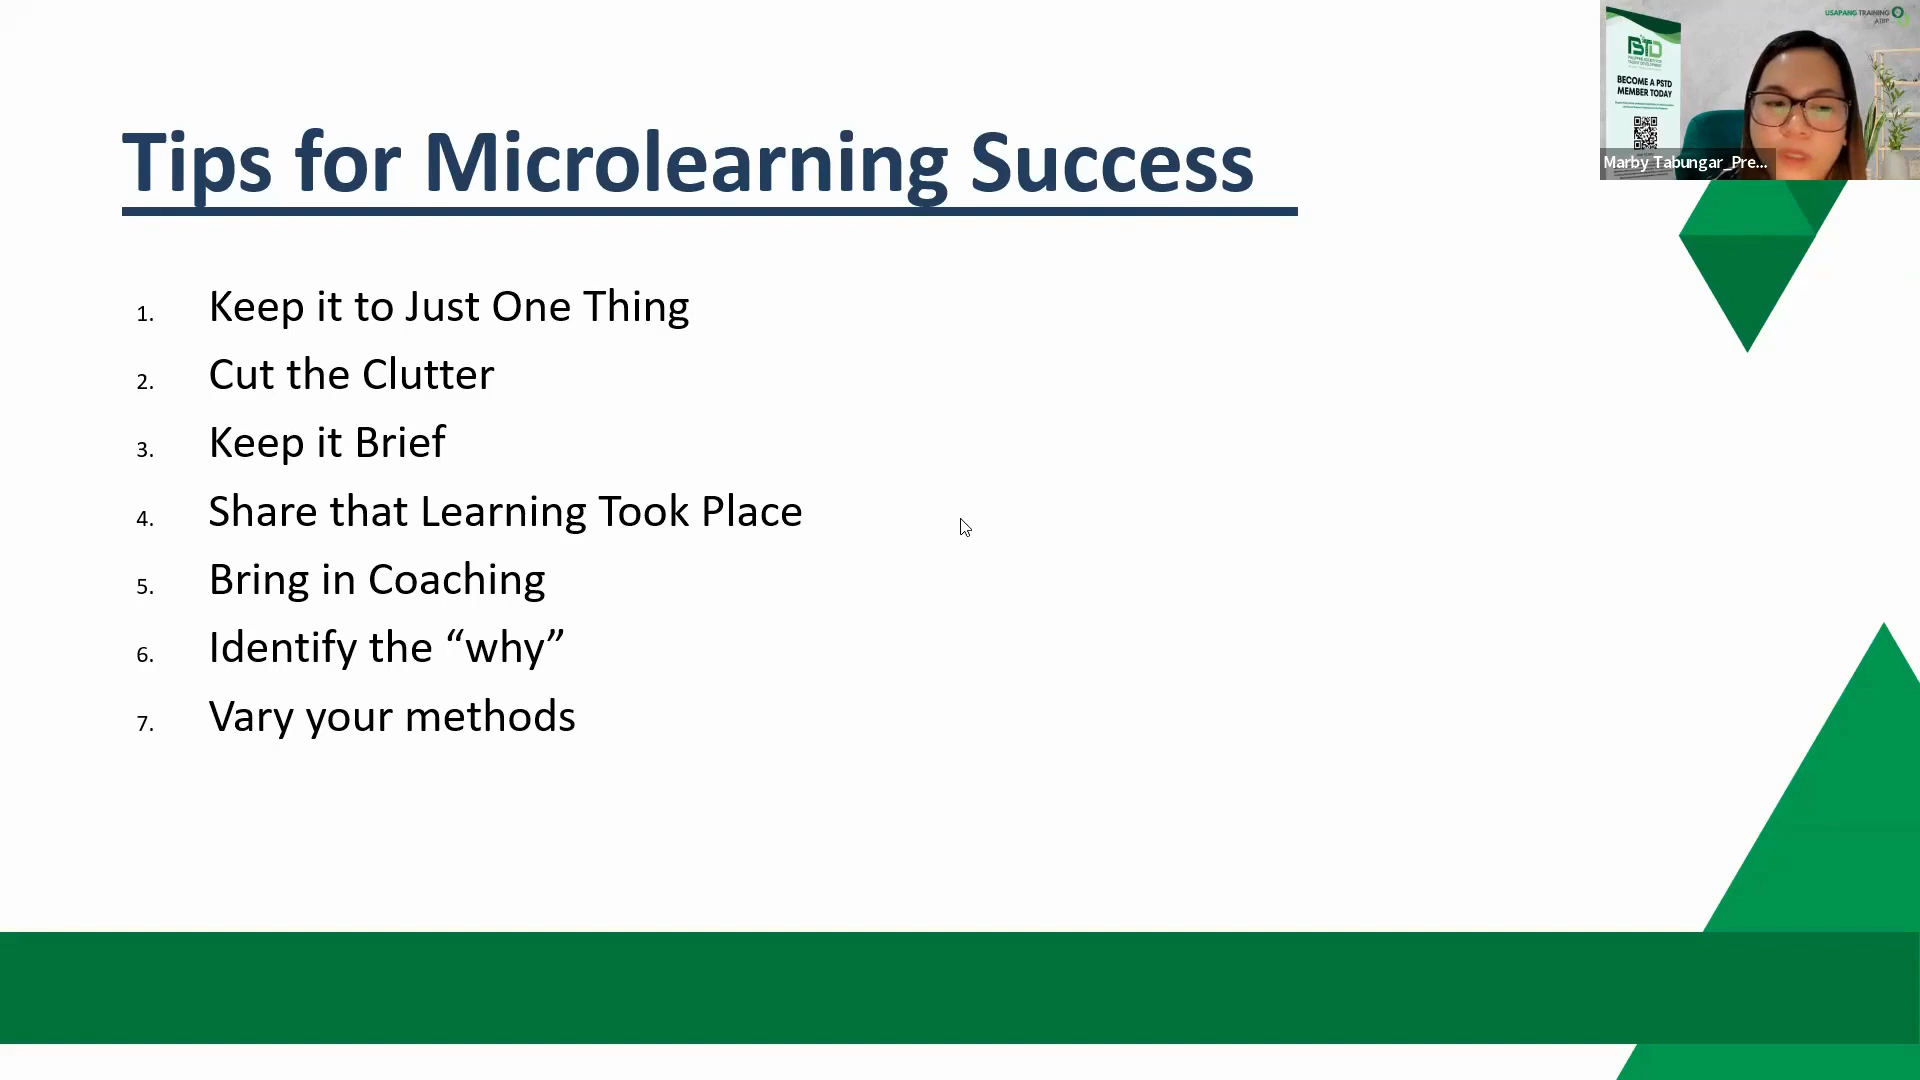 Tips for Microlearning Success
1. Keep it to Just One Thing
2. Cut the Clutter
3. Keep it Brief
4. Share that Learning Took Place
5. Bring in Coaching
6. Identify the “why”
7. Vary your methods
USAPANG TRAINING
BECOME A PSTD
MEMBER TODAY
Marby Tabungar_Pre...